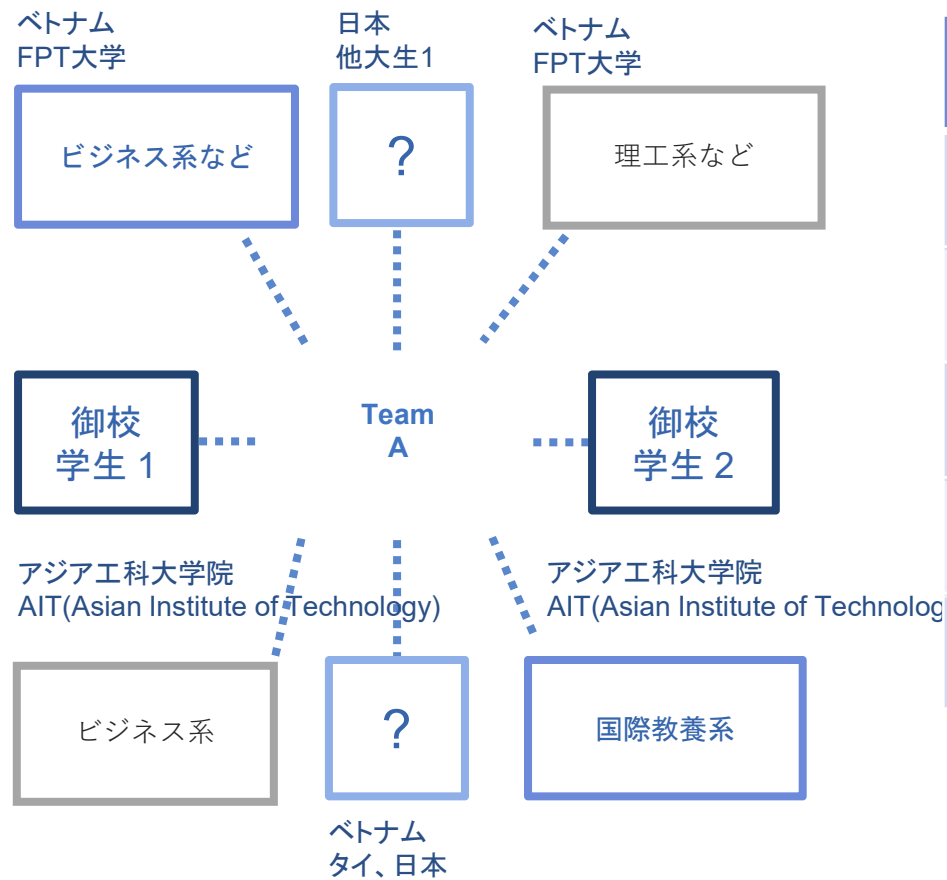 ベトナム
FPT大学
日本
他大生1
ベトナム
FPT大学
ビジネス系など
?
理工系など
御校
学生 1
Team
A
御校
学生 2
アジア工科大学院
AIT(Asian Institute of Technology)
アジア工科大学院
AIT(Asian Institute of Technolog
ビジネス系
?
国際教養系
ベトナム
タイ、日本